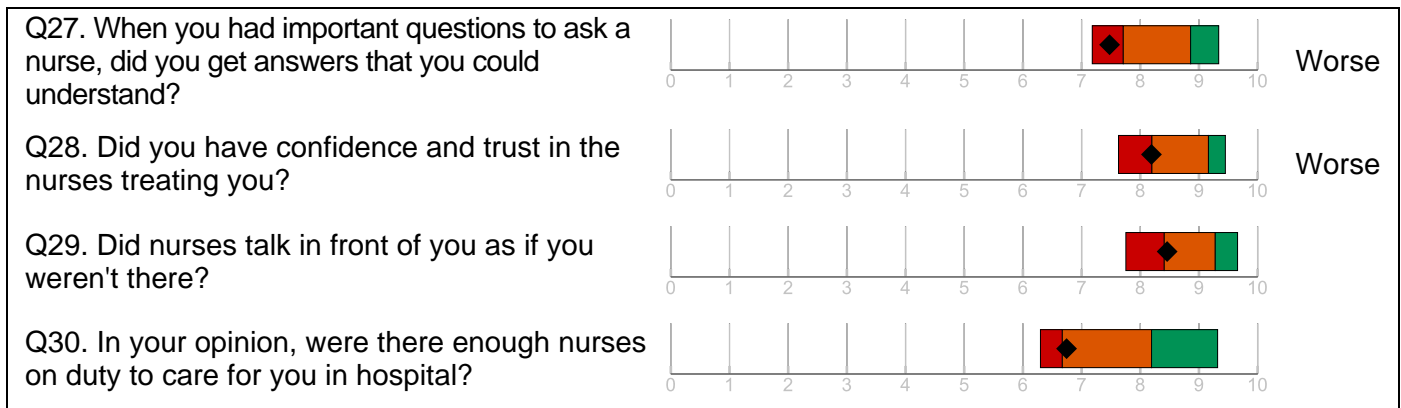 Q27. When you had important questions to ask a
nurse, did you get answers that you could
understand?
0 1 2 3 4 5 6 7 8 9 10
Worse
Q28. Did you have confidence and trust in the
nurses treating you?
0 1 2 3 4 5 6 7 8 9 10
Worse
Q29. Did nurses talk in front of you as if you
weren't there?
0 1 2 3 4 5 6 7 8 9 10
Q30. In your opinion, were there enough nurses
on duty to care for you in hospital?
0 1 2 3 4 5 6 7 8 9 10